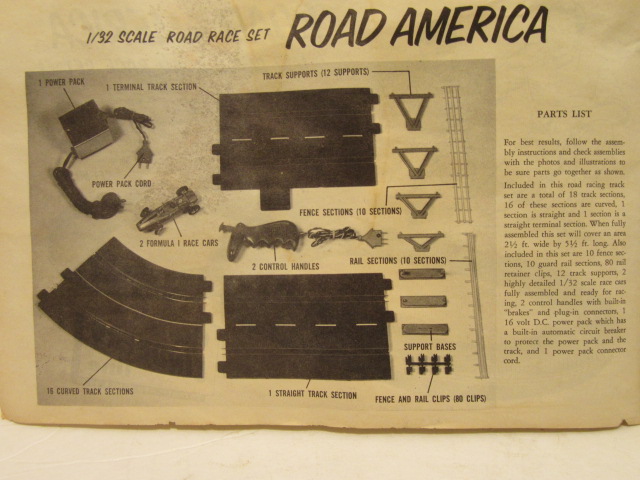 1/32 SCALE ROAD RACE SET ROAD AMERICA
1 POWER PACK
1 TERMINAL TRACK SECTION
TRACK SUPPORTS (12 SUPPORTS)
POWER PACK CORD
2 FORMULA 1 RACE CARS
FENCE SECTIONS (10 SECTIONS)
2 CONTROL HANDLES
RAIL SECTIONS (10 SECTIONS)
SUPPORT BASES
16 CURVED TRACK SECTIONS
1 STRAIGHT TRACK SECTION
FENCE AND RAIL CLIPS (80 CLIPS)
PARTS LIST
For best results, follow the assem-
bly instructions and check assemblies
with the photos and illustrations to
be sure parts go together as shown.
Included in this road racing track
set are a total of 18 track sections,
16 of these sections are curved, 1
section is straight and 1 section is a
straight terminal section. When fully
assembled this set will cover an area
2½ ft. wide by 5½ ft. long. Also
included in this set are 10 fence sec-
tions, 10 guard rail sections, 80 rail
retainer clips, 12 track supports, 2
highly detailed 1/32 scale race cars
fully assembled and ready for rac-
ing, 2 control handles with built-in
"brakes" and plug-in connectors, 1
16 volt D.C. power pack which has
a built-in automatic circuit breaker
to protect the power pack and the
track, and 1 power pack connector
cord.